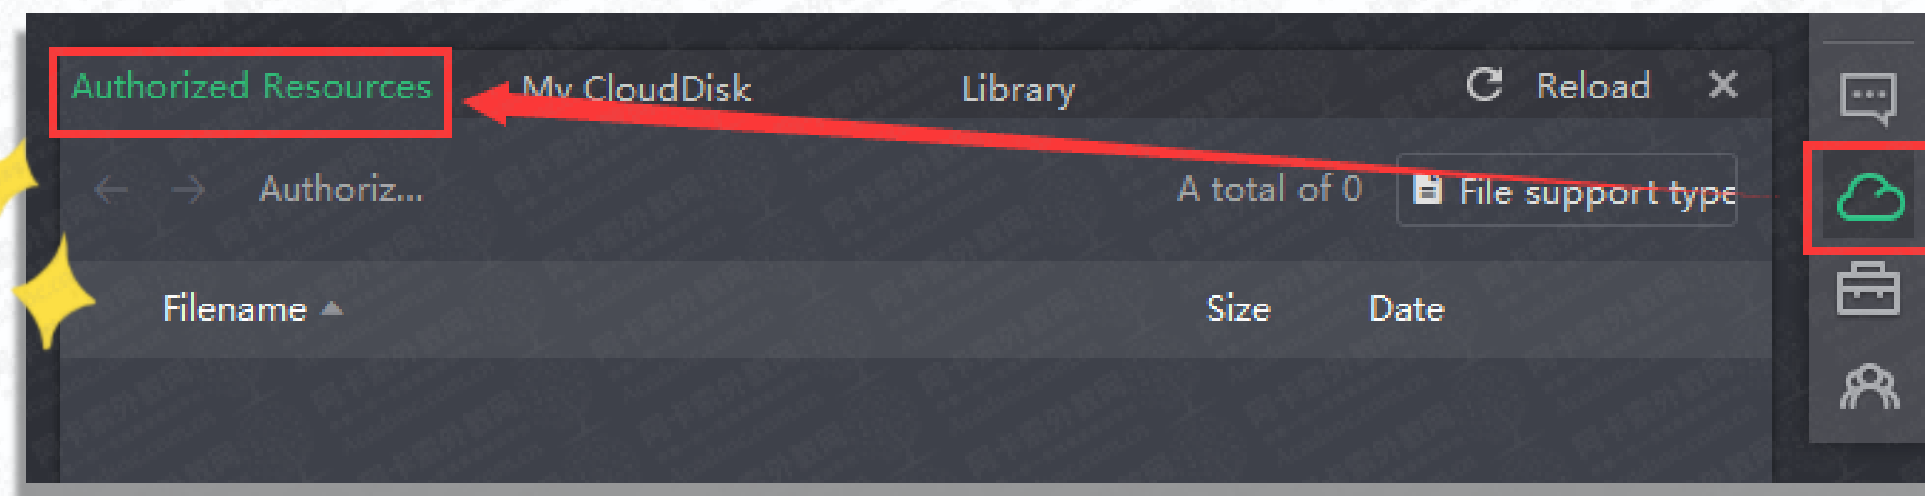 Authorized Resources My CloudDisk Library Reload
Authoriz... A total of 0 File support type
Filename Size Date